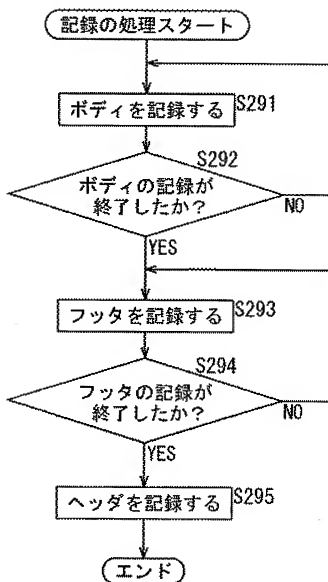 記録の処理スタート
ボディを記録する S291
S292
ボディの記録が
終了したか?
NO
YES
フッタを記録する S293
S294
フッタの記録が
終了したか?
NO
YES
ヘッダを記録する S295
エンド